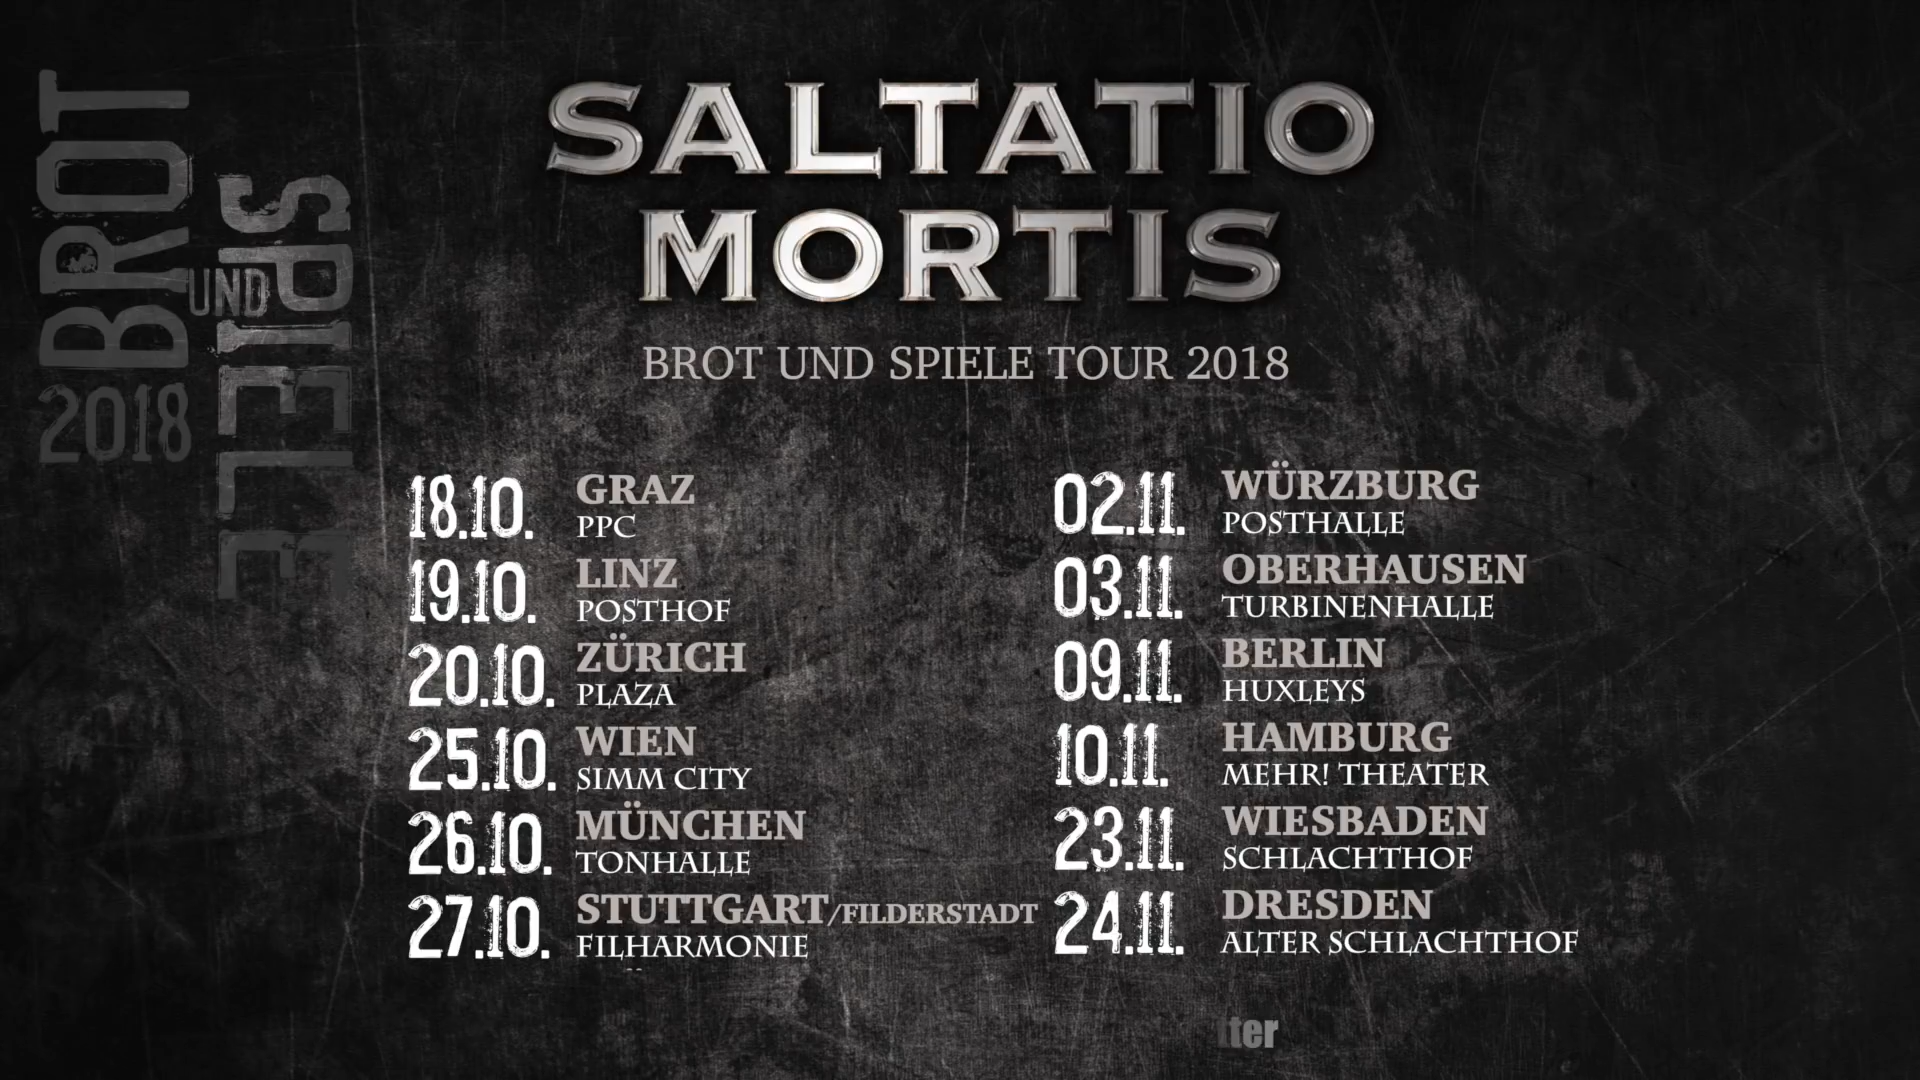 BROT
UND
SPIELE
2018
SALTATIO
MORTIS
BROT UND SPIELE TOUR 2018
18.10. GRAZ
PPC
19.10. LINZ
POSTHOF
20.10. ZÜRICH
PLAZA
25.10. WIEN
SIMM CITY
26.10. MÜNCHEN
TONHALLE
27.10. STUTTGART/FILDERSTADT
FILHARMONIE
02.11. WÜRZBURG
POSTHALLE
03.11. OBERHAUSEN
TURBINENHALLE
09.11. BERLIN
HUXLEYS
10.11. HAMBURG
MEHR! THEATER
23.11. WIESBADEN
SCHLACHTHOF
24.11. DRESDEN
ALTER SCHLACHTHOF